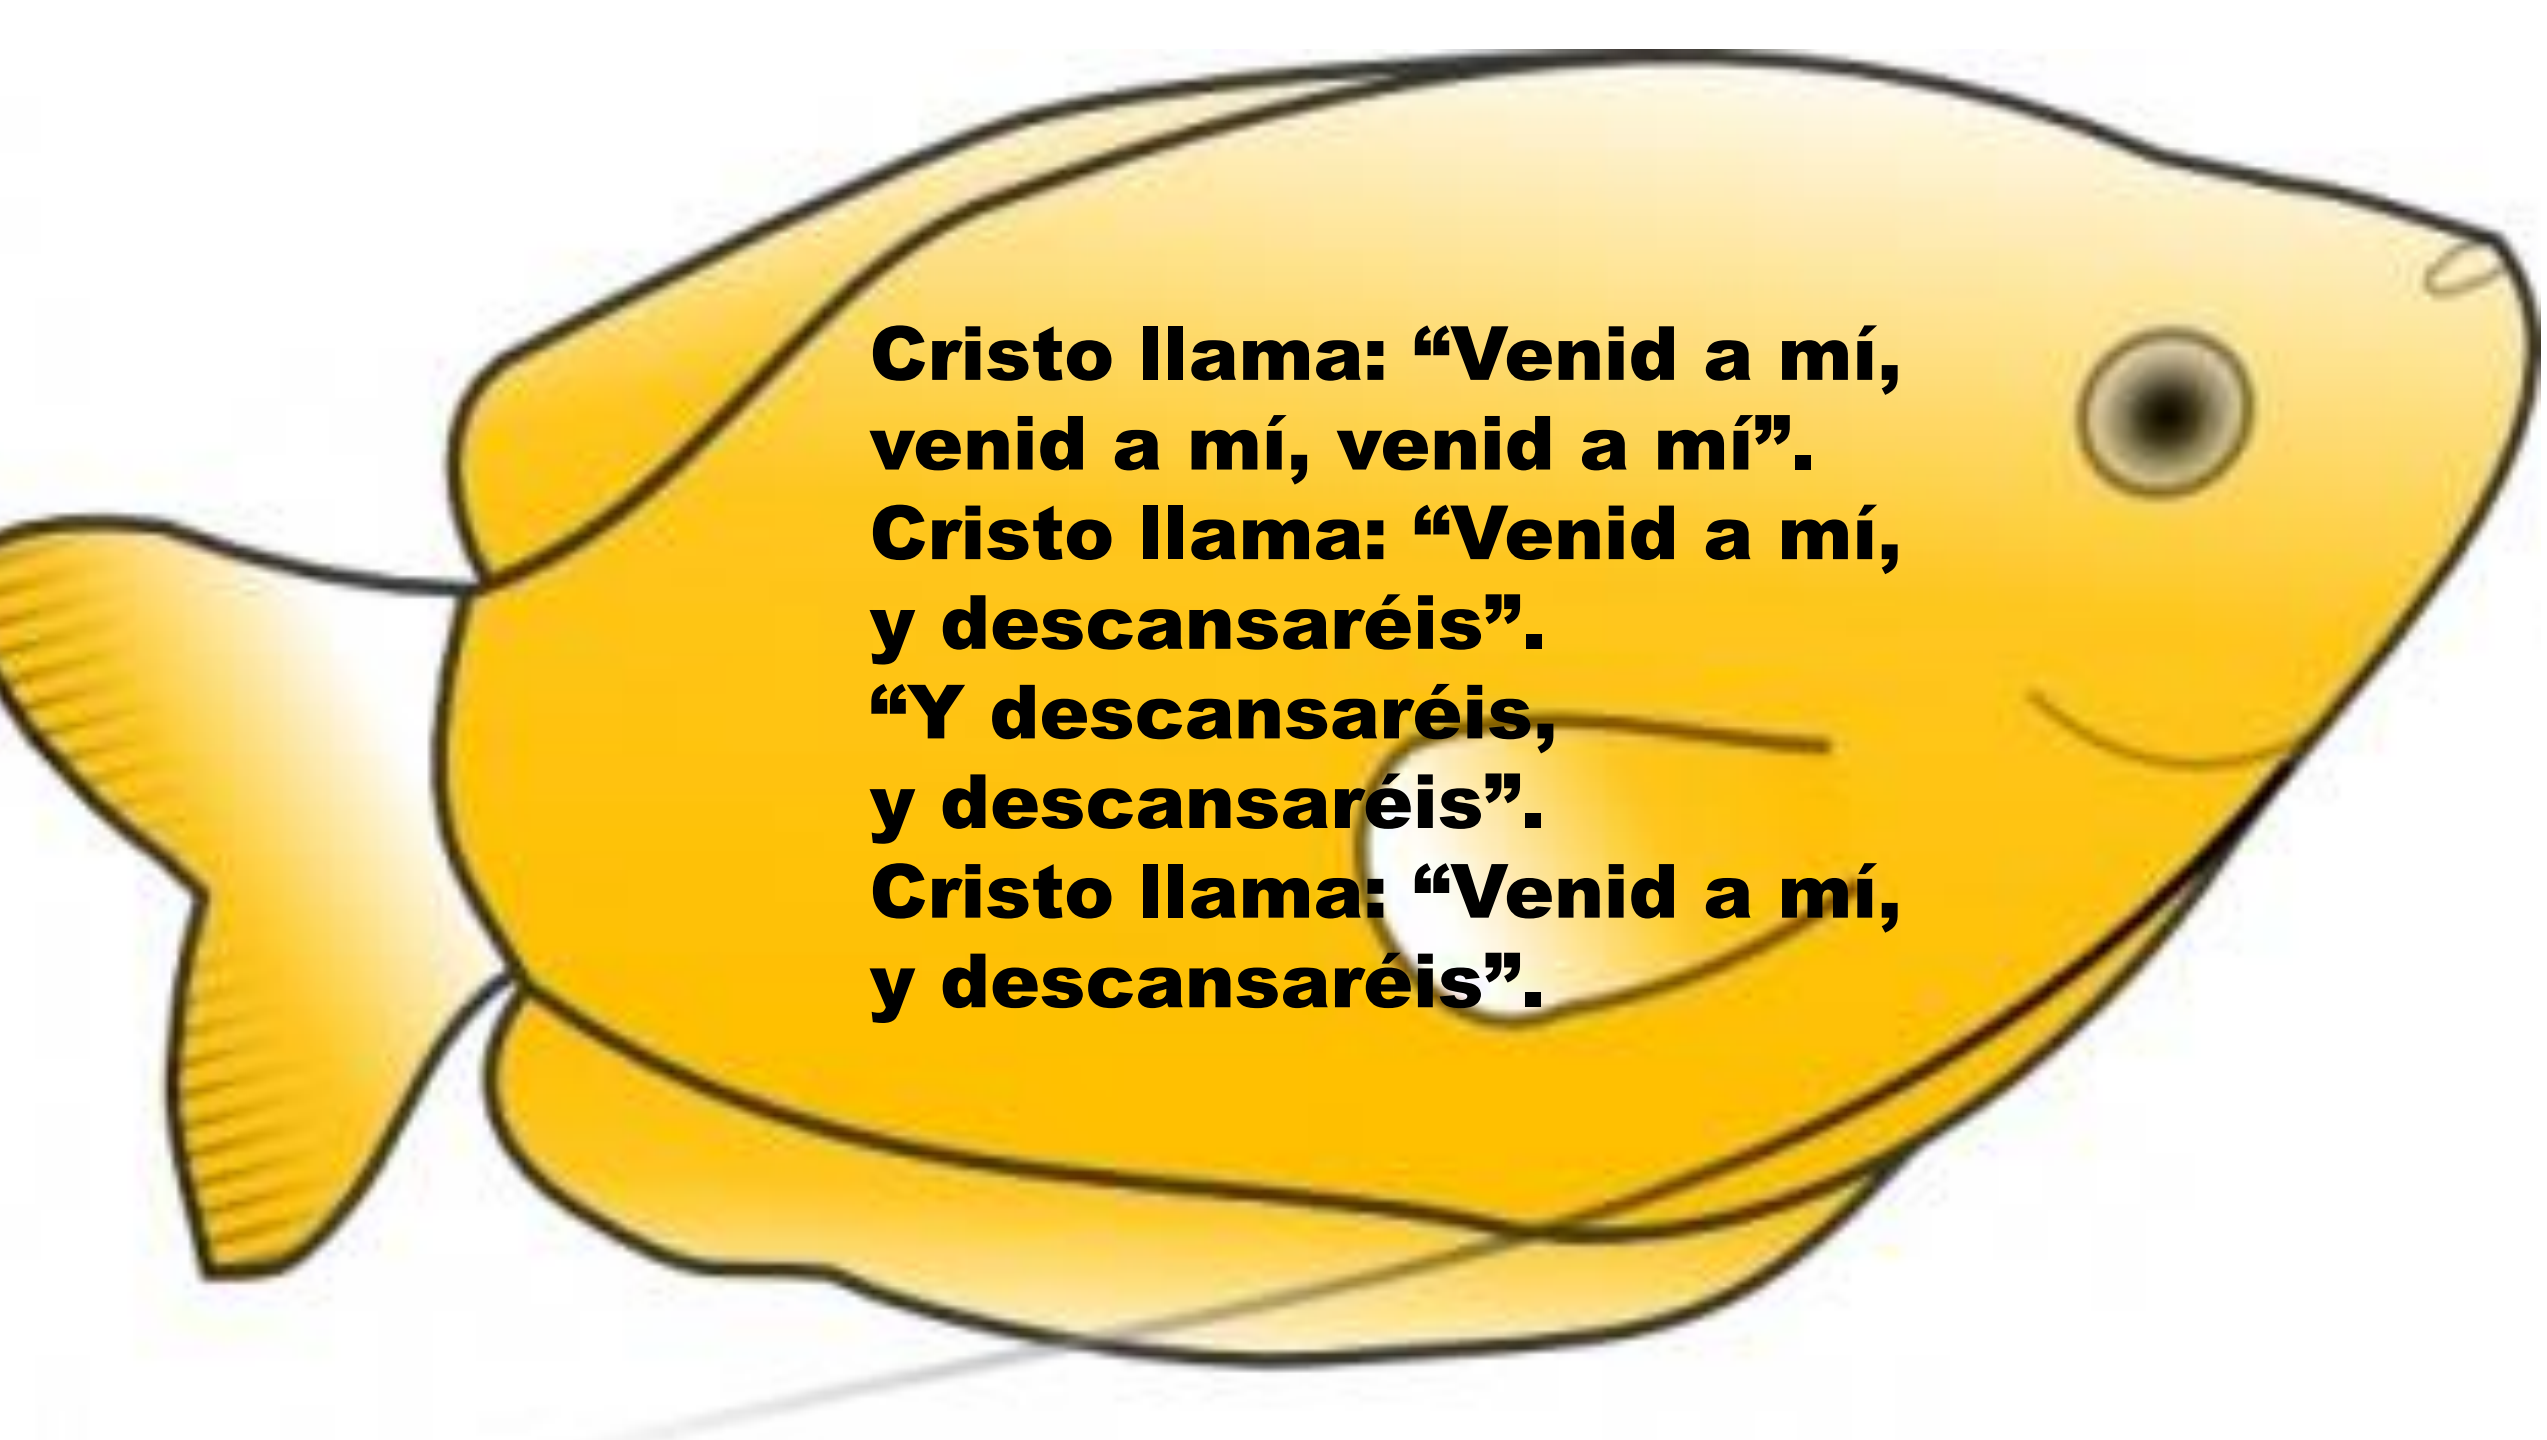 Cristo llama: “Venid a mí,
venid a mí, venid a mí”.
Cristo llama: “Venid a mí,
y descansaréis”.
“Y descansaréis,
y descansaréis”.
Cristo llama: “Venid a mí,
y descansaréis”.